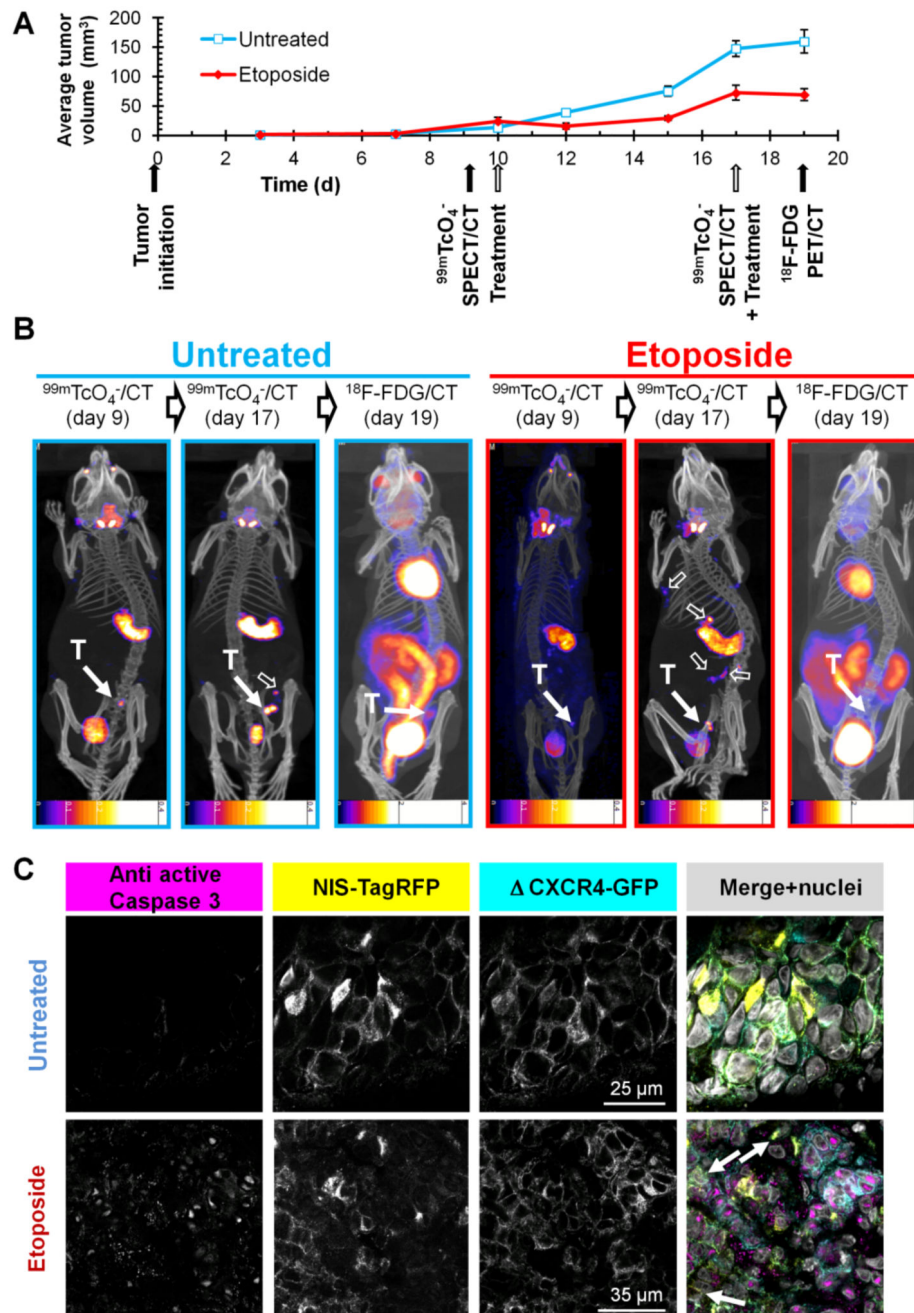 A
Average tumor
volume (mm³)
200
150
100
50
0
Untreated
Etoposide
0 2 4 6 8 10 12 14 16 18 20
Time (d)
Tumor
initiation
⁹⁹ᵐTcO₄⁻
SPECT/CT
Treatment
⁹⁹ᵐTcO₄⁻
SPECT/CT
+ Treatment
¹⁸F-FDG
PET/CT
B
Untreated
Etoposide
⁹⁹ᵐTcO₄⁻/CT
(day 9)
⁹⁹ᵐTcO₄⁻/CT
(day 17)
¹⁸F-FDG/CT
(day 19)
⁹⁹ᵐTcO₄⁻/CT
(day 9)
⁹⁹ᵐTcO₄⁻/CT
(day 17)
¹⁸F-FDG/CT
(day 19)
T
T
T
T
T
T
C
Anti active
Caspase 3
NIS-TagRFP
Δ CXCR4-GFP
Merge+nuclei
Untreated
25 µm
Etoposide
35 µm